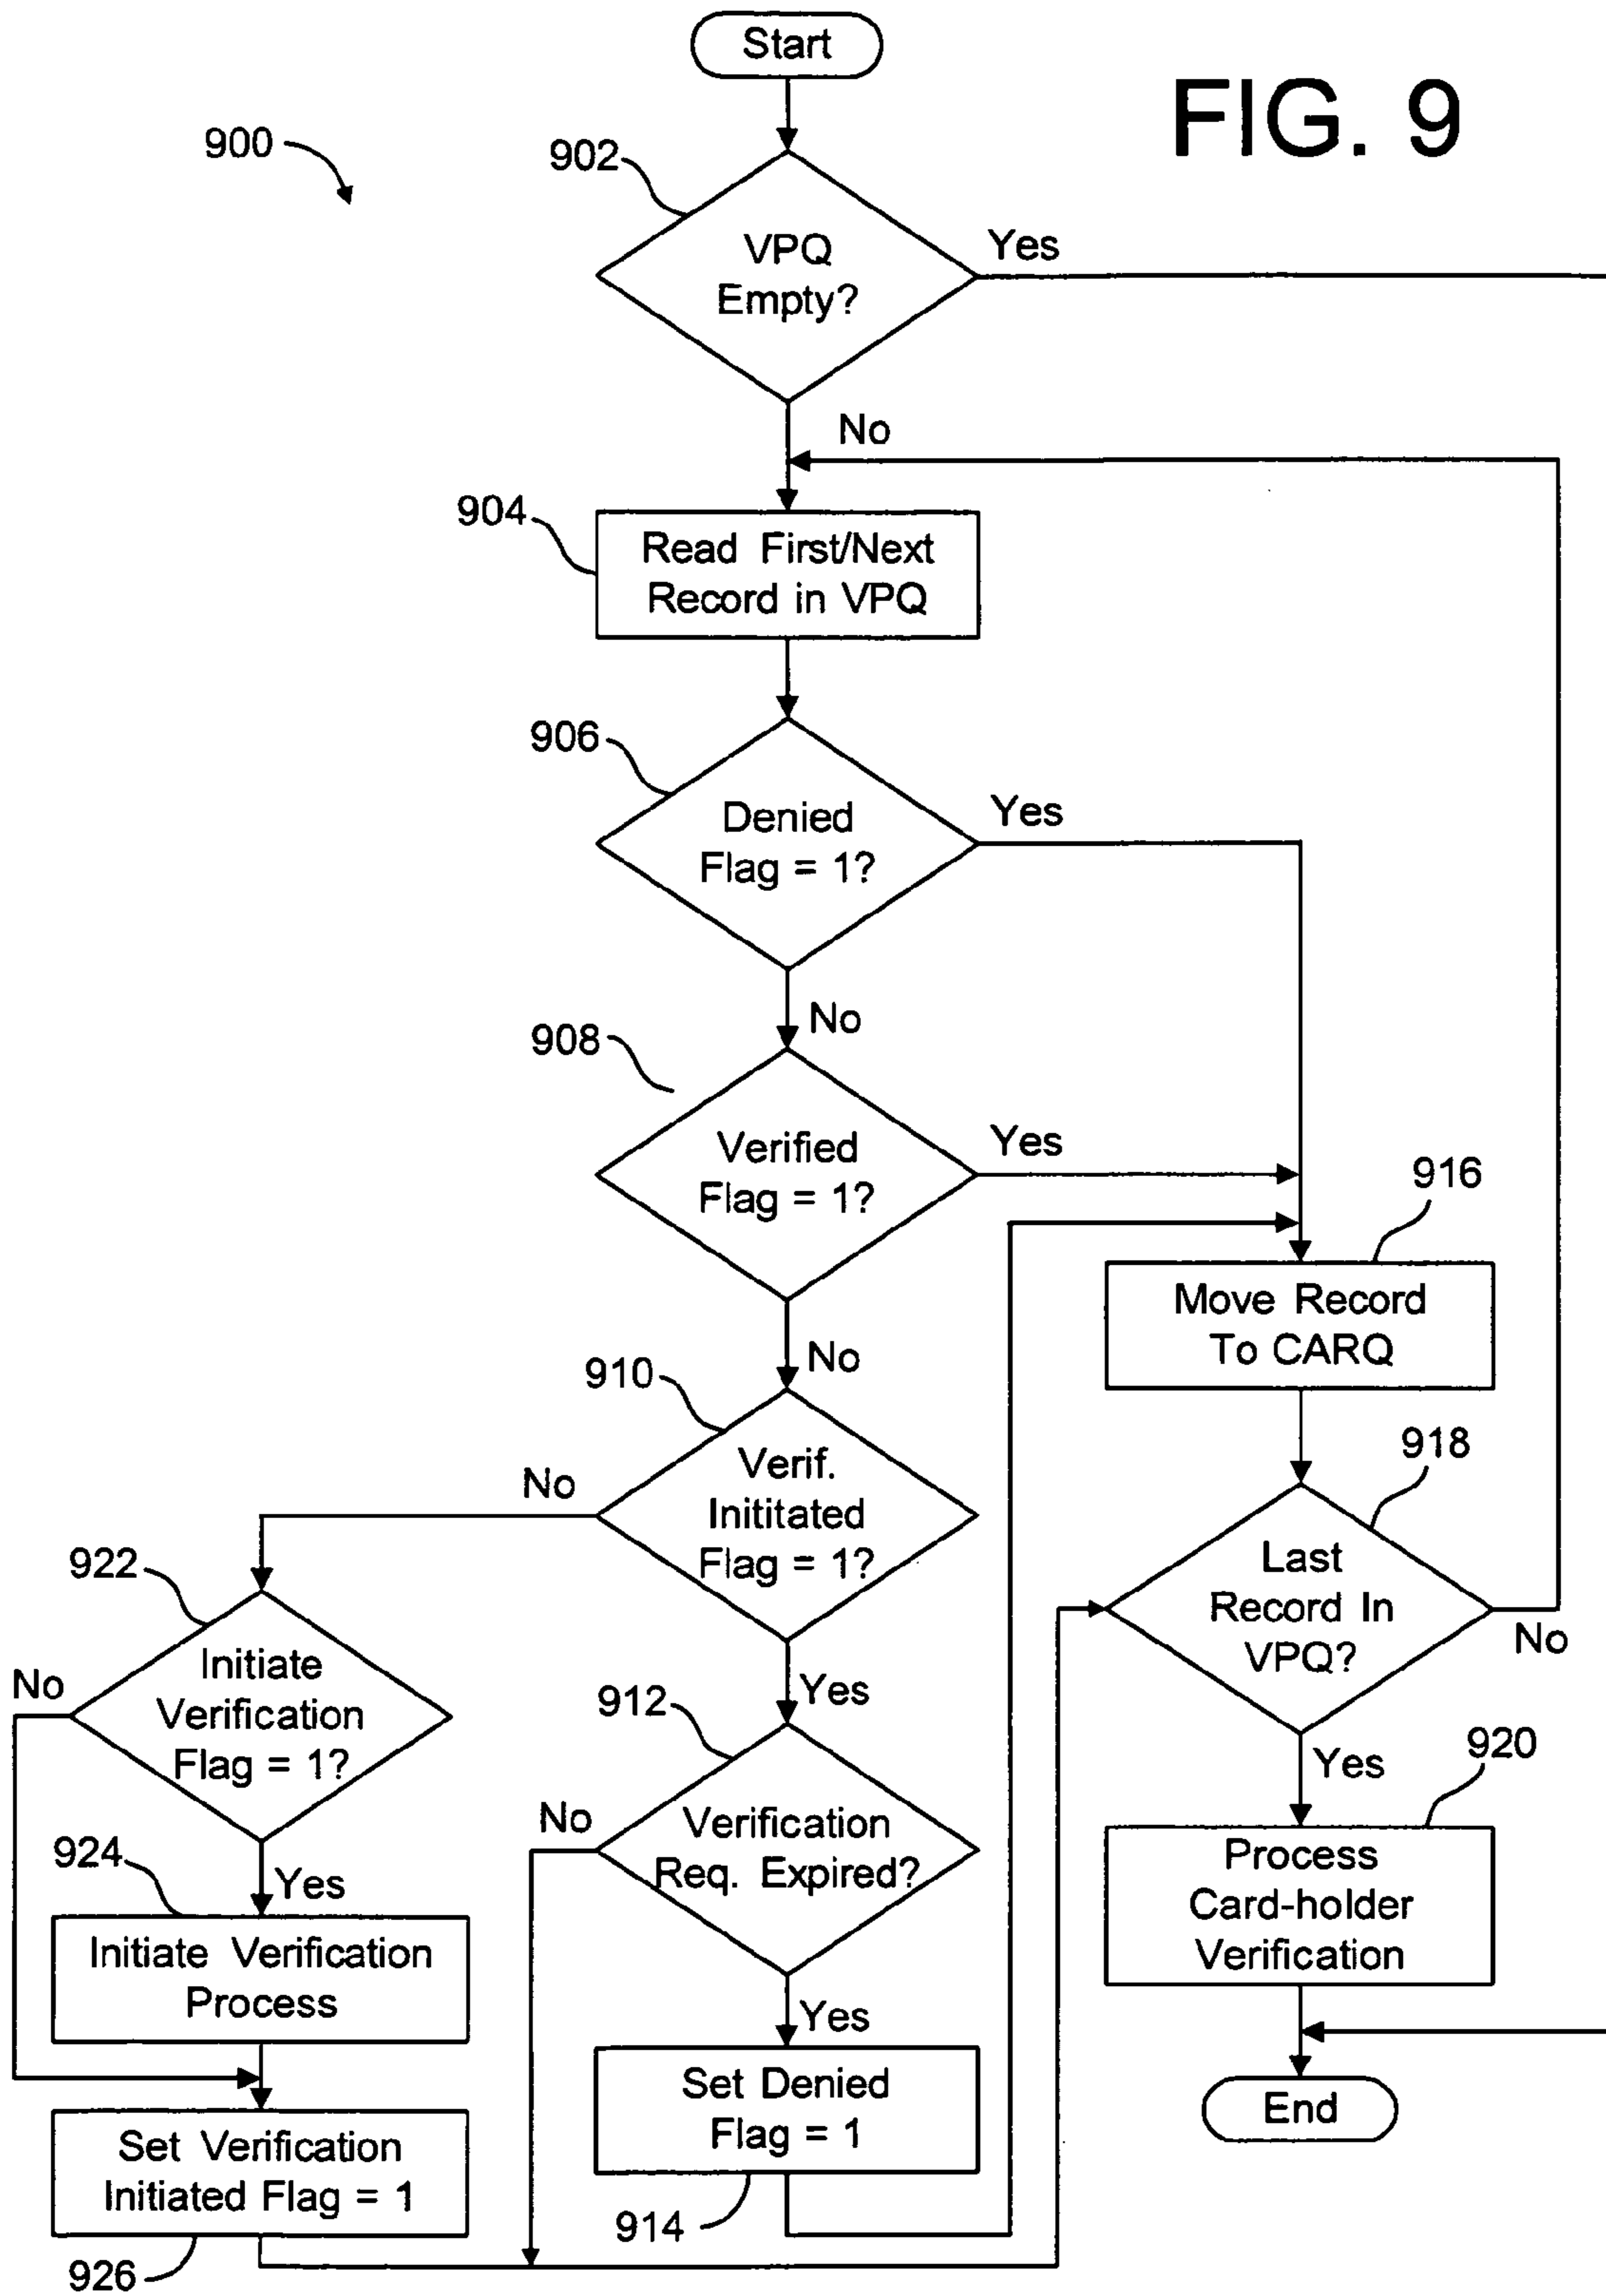 Start
FIG. 9
900
902
VPQ
Empty?
Yes
No
904
Read First/Next
Record in VPQ
906
Denied
Flag = 1?
Yes
No
908
Verified
Flag = 1?
Yes
916
No
Move Record
To CARQ
910
Verif.
Inititated
Flag = 1?
No
918
Last
Record In
VPQ?
No
922
Initiate
Verification
Flag = 1?
No
Yes
912
Verification
Req. Expired?
No
Yes
920
Process
Card-holder
Verification
924
Yes
Initiate Verification
Process
Yes
Set Denied
Flag = 1
914
End
Set Verification
Initiated Flag = 1
926